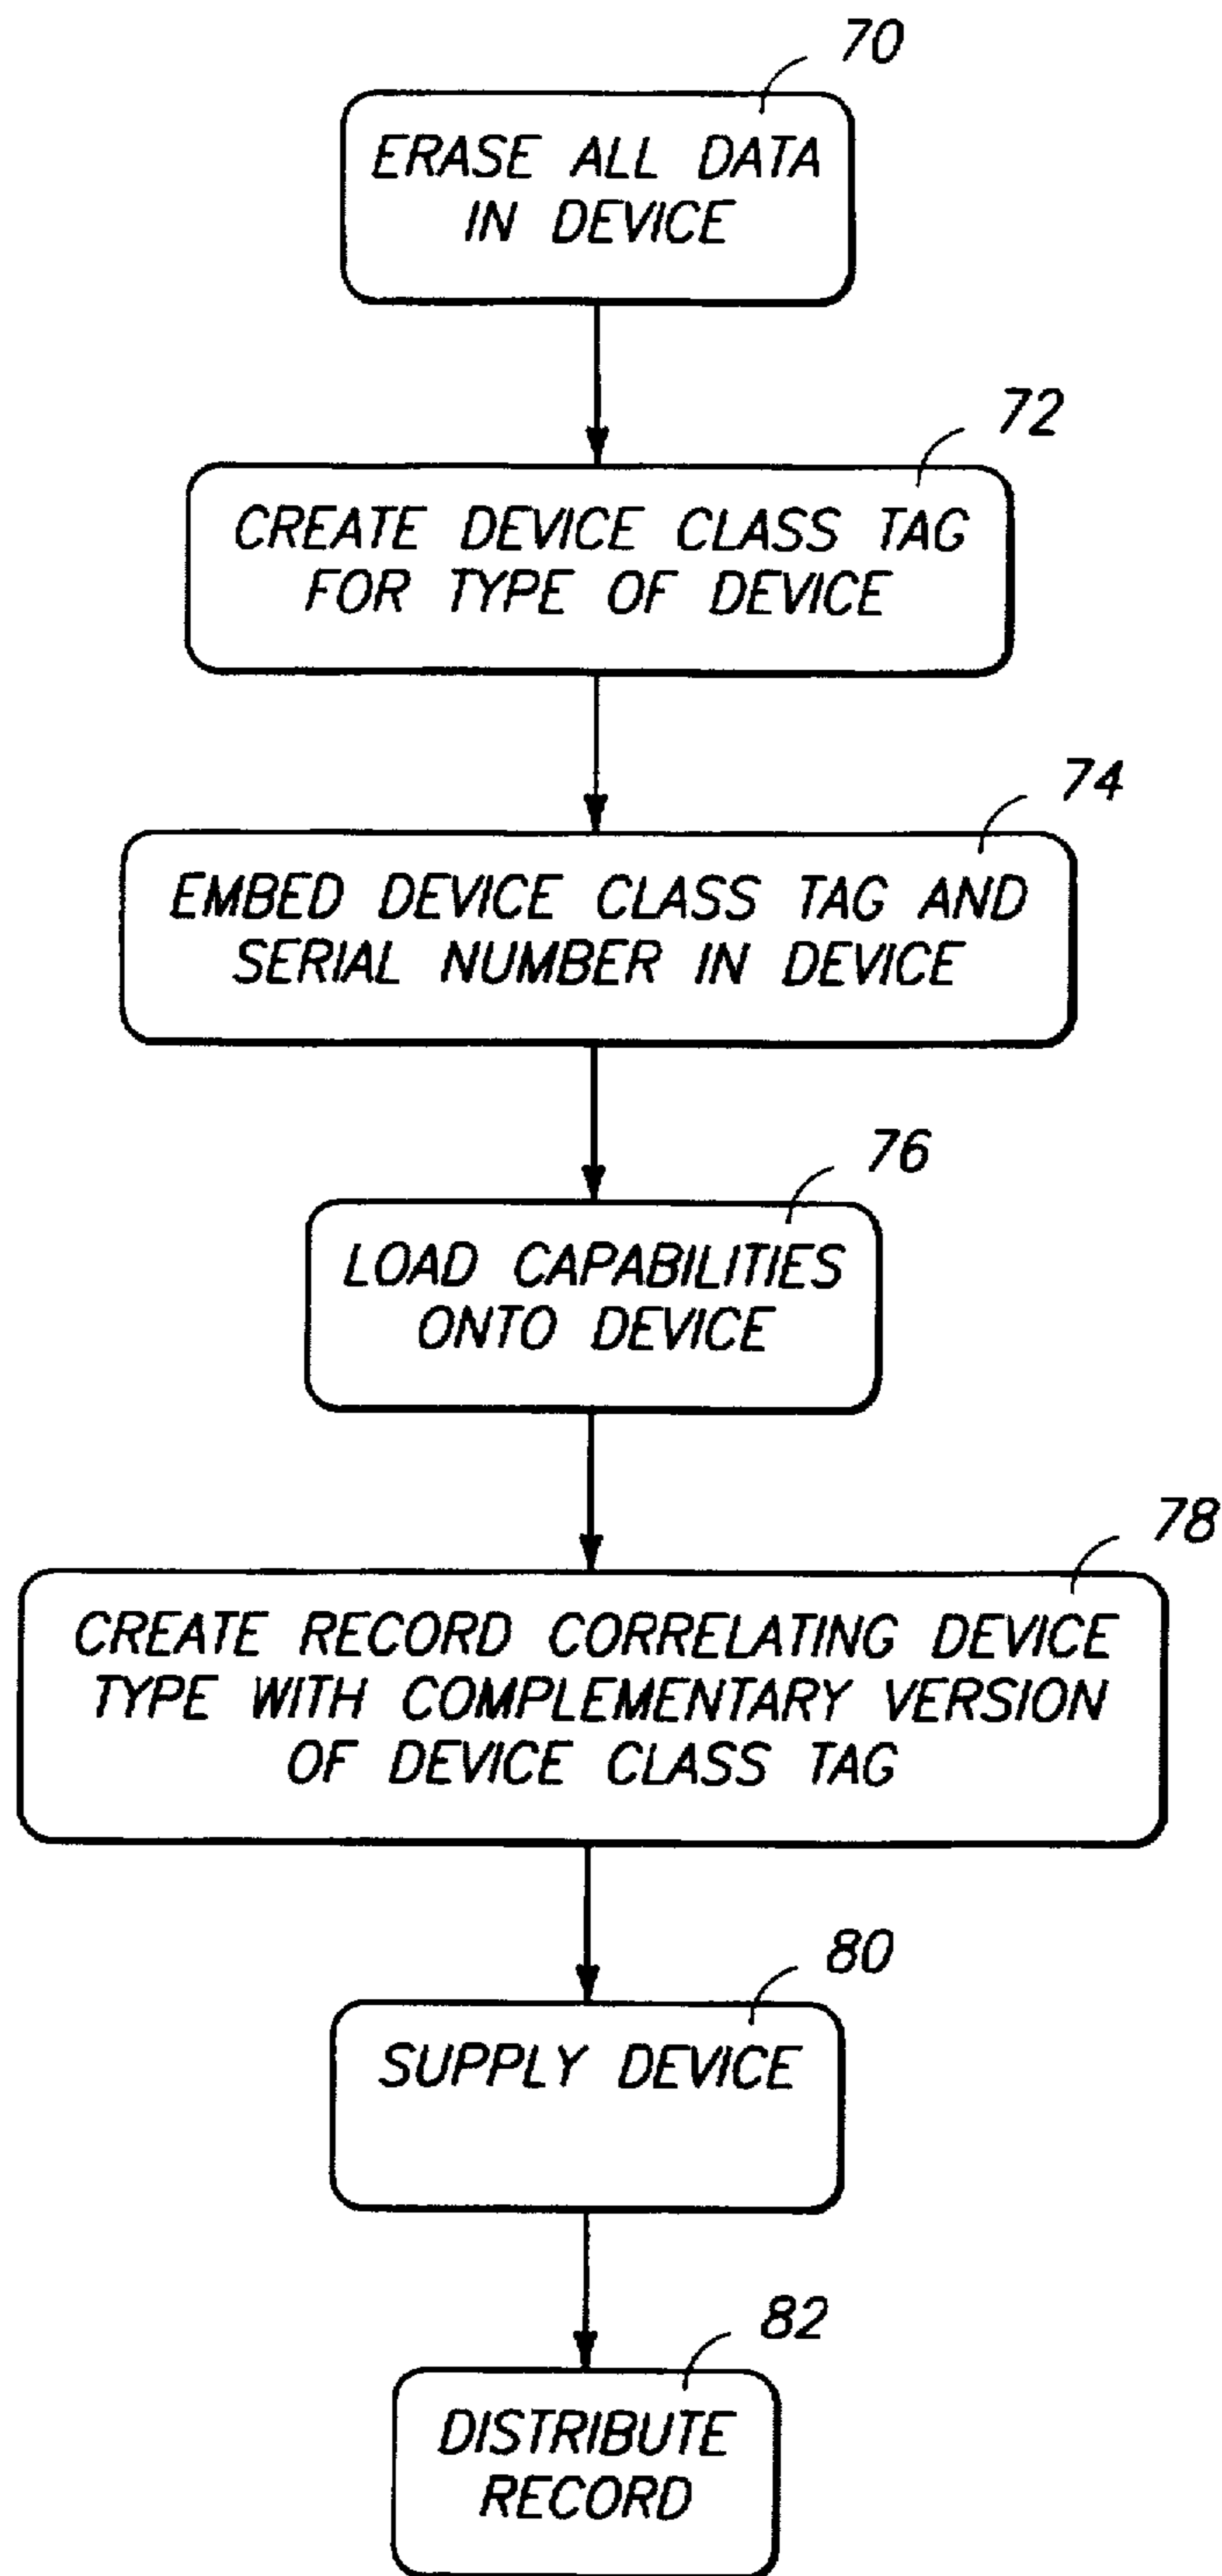 70
ERASE ALL DATA
IN DEVICE
72
CREATE DEVICE CLASS TAG
FOR TYPE OF DEVICE
74
EMBED DEVICE CLASS TAG AND
SERIAL NUMBER IN DEVICE
76
LOAD CAPABILITIES
ONTO DEVICE
78
CREATE RECORD CORRELATING DEVICE
TYPE WITH COMPLEMENTARY VERSION
OF DEVICE CLASS TAG
80
SUPPLY DEVICE
82
DISTRIBUTE
RECORD